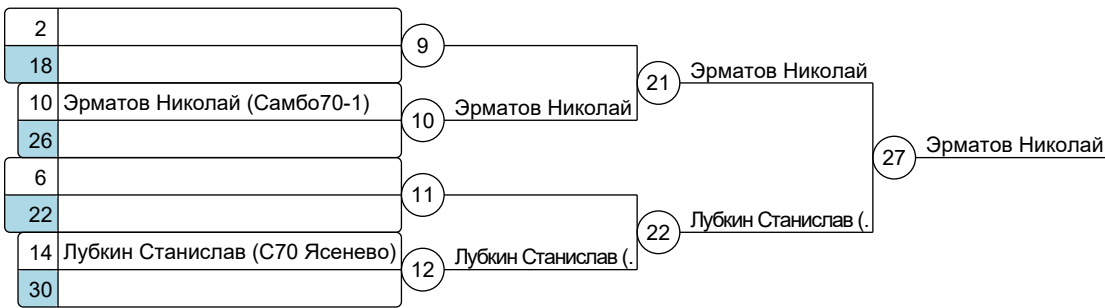 2
18
9
10 Эрматов Николай (Самбо70-1)
26
10
Эрматов Николай
21
Эрматов Николай
6
22
11
14 Лубкин Станислав (С70 Ясенево)
30
12
Лубкин Станислав (.
22
Лубкин Станислав (.
27
Эрматов Николай